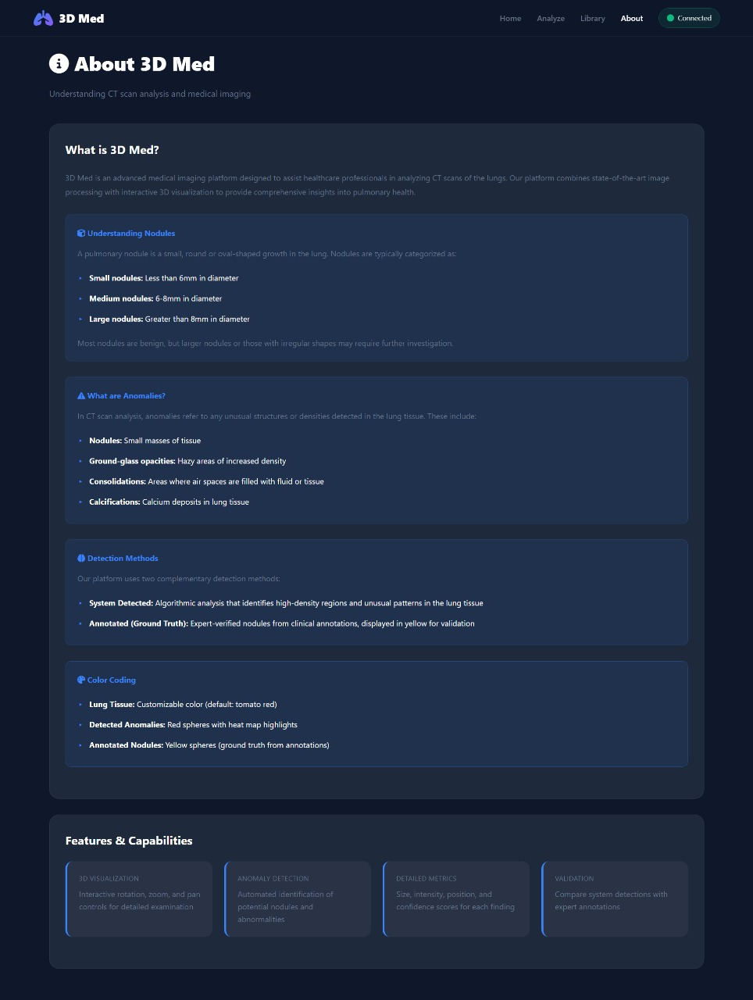 3D Med
Home
Analyze
Library
About
Connected
About 3D Med
Understanding CT scan analysis and medical imaging
What is 3D Med?
3D Med is an advanced medical imaging platform designed to assist healthcare professionals in analyzing CT scans of the lungs. Our platform combines state-of-the-art image
processing with interactive 3D visualization to provide comprehensive insights into pulmonary health.
Understanding Nodules
A pulmonary nodule is a small, round or oval-shaped growth in the lung. Nodules are typically categorized as:
Small nodules: Less than 6mm in diameter
Medium nodules: 6-8mm in diameter
Large nodules: Greater than 8mm in diameter
Most nodules are benign, but larger nodules or those with irregular shapes may require further investigation.
What are Anomalies?
In CT scan analysis, anomalies refer to any unusual structures or densities detected in the lung tissue. These include:
Nodules: Small masses of tissue
Ground-glass opacities: Hazy areas of increased density
Consolidations: Areas where air spaces are filled with fluid or tissue
Calcifications: Calcium deposits in lung tissue
Detection Methods
Our platform uses two complementary detection methods:
System Detected: Algorithmic analysis that identifies high-density regions and unusual patterns in the lung tissue
Annotated (Ground Truth): Expert-verified nodules from clinical annotations, displayed in yellow for validation
Color Coding
Lung Tissue: Customizable color (default: tomato red)
Detected Anomalies: Red spheres with heat map highlights
Annotated Nodules: Yellow spheres (ground truth from annotations)
Features & Capabilities
3D VISUALIZATION
Interactive rotation, zoom, and pan
controls for detailed examination
ANOMALY DETECTION
Automated identification of
potential nodules and
abnormalities
DETAILED METRICS
Size, intensity, position, and
confidence scores for each finding
VALIDATION
Compare system detections with
expert annotations